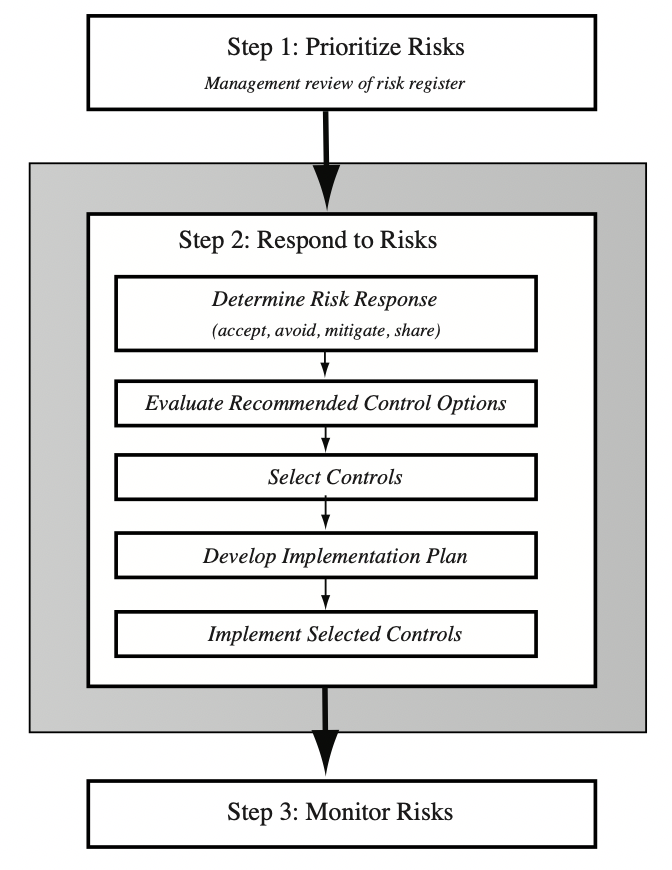 Step 1: Prioritize Risks
Management review of risk register
Step 2: Respond to Risks
Determine Risk Response
(accept, avoid, mitigate, share)
Evaluate Recommended Control Options
Select Controls
Develop Implementation Plan
Implement Selected Controls
Step 3: Monitor Risks